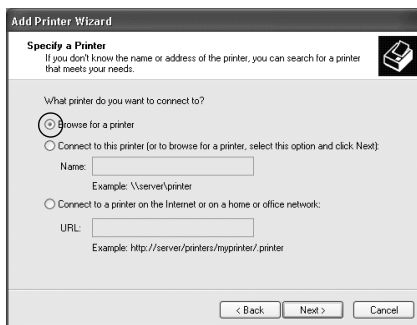 Add Printer Wizard
Specify a Printer
If you don't know the name or address of the printer, you can search for a printer
that meets your needs.
What printer do you want to connect to?
Browse for a printer
Connect to this printer (or to browse for a printer, select this option and click Next):
Name:
Example: \\server\printer
Connect to a printer on the Internet or on a home or office network:
URL:
Example: http://server/printers/myprinter/.printer
< Back Next > Cancel